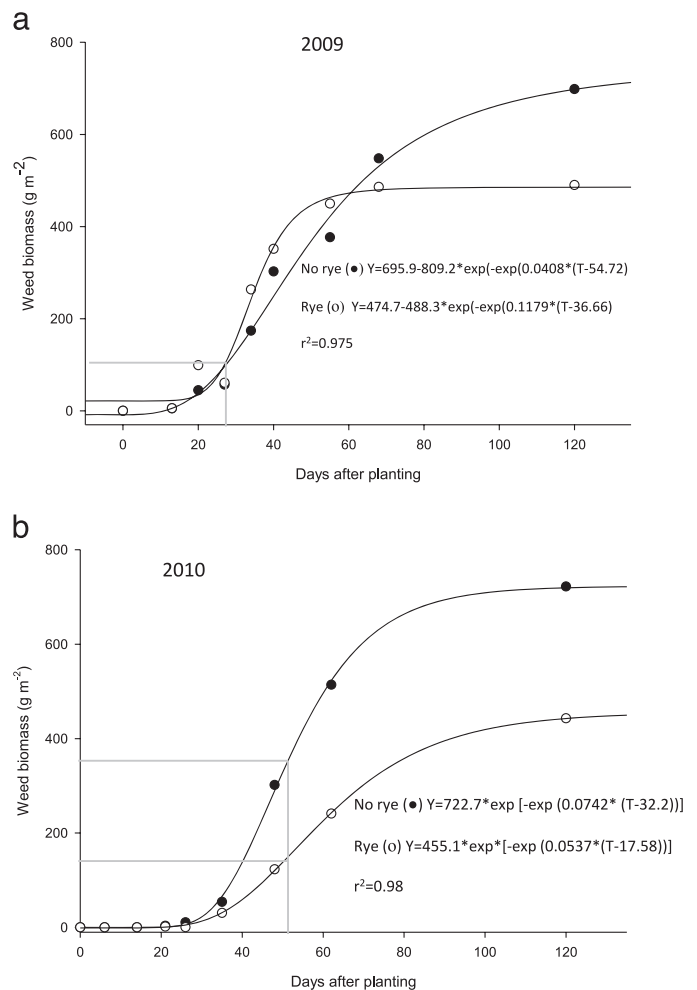 a
2009
800
600
400
200
0
Weed biomass (g m-2)
No rye (●) Y=695.9-809.2*exp(-exp(0.0408*(T-54.72)
Rye (o) Y=474.7-488.3*exp(-exp(0.1179*(T-36.66)
r2=0.975
0 20 40 60 80 100 120
Days after planting
b
2010
800
600
400
200
0
Weed biomass (g m-2)
No rye (●) Y=722.7*exp [-exp (0.0742* (T-32.2))]
Rye (o) Y=455.1*exp*[-exp (0.0537*(T-17.58))]
r2=0.98
0 20 40 60 80 100 120
Days after planting